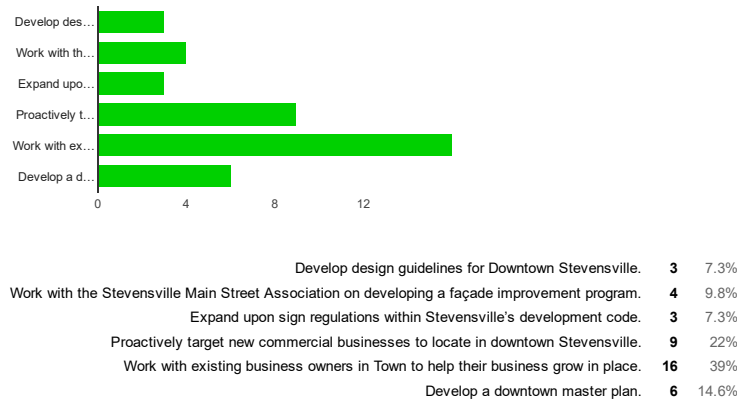 Develop des...
Work with th...
Expand upo...
Proactively t...
Work with ex...
Develop a d...
0 4 8 12
Develop design guidelines for Downtown Stevensville. 3 7.3%
Work with the Stevensville Main Street Association on developing a façade improvement program. 4 9.8%
Expand upon sign regulations within Stevensville’s development code. 3 7.3%
Proactively target new commercial businesses to locate in downtown Stevensville. 9 22%
Work with existing business owners in Town to help their business grow in place. 16 39%
Develop a downtown master plan. 6 14.6%